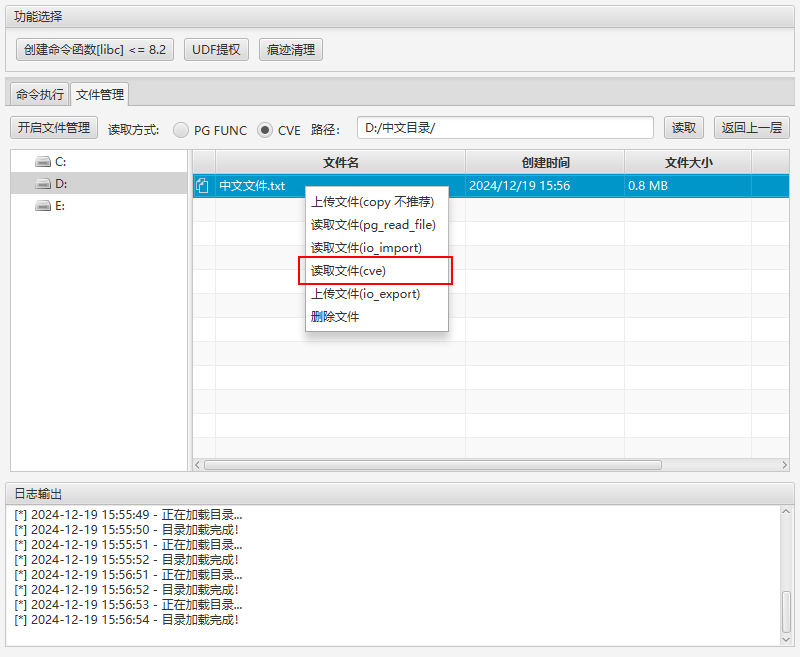 功能选择
创建命令函数[libc] <= 8.2 UDF提权 痕迹清理
命令执行 文件管理
开启文件管理 读取方式: PG FUNC CVE 路径: D:/中文目录/ 读取 返回上一层
C:
D:
E:
文件名 创建时间 文件大小
中文文件.txt 2024/12/19 15:56 0.8 MB
上传文件(copy 不推荐)
读取文件(pg_read_file)
读取文件(io_import)
读取文件(cve)
上传文件(io_export)
删除文件
日志输出
[*] 2024-12-19 15:55:49 - 正在加载目录...
[*] 2024-12-19 15:55:50 - 目录加载完成!
[*] 2024-12-19 15:55:51 - 正在加载目录...
[*] 2024-12-19 15:55:52 - 目录加载完成!
[*] 2024-12-19 15:56:51 - 正在加载目录...
[*] 2024-12-19 15:56:52 - 目录加载完成!
[*] 2024-12-19 15:56:53 - 正在加载目录...
[*] 2024-12-19 15:56:54 - 目录加载完成!